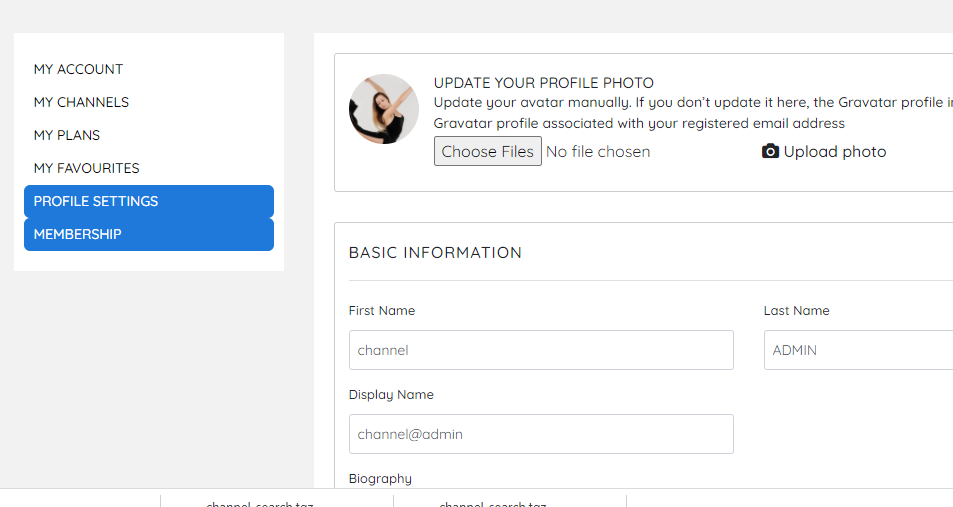 MY ACCOUNT
MY CHANNELS
MY PLANS
MY FAVOURITES
PROFILE SETTINGS
MEMBERSHIP
UPDATE YOUR PROFILE PHOTO
Update your avatar manually. If you don't update it here, the Gravatar profile
Gravatar profile associated with your registered email address
Choose Files No file chosen Upload photo
BASIC INFORMATION
First Name Last Name
channel ADMIN
Display Name
channel@admin
Biography